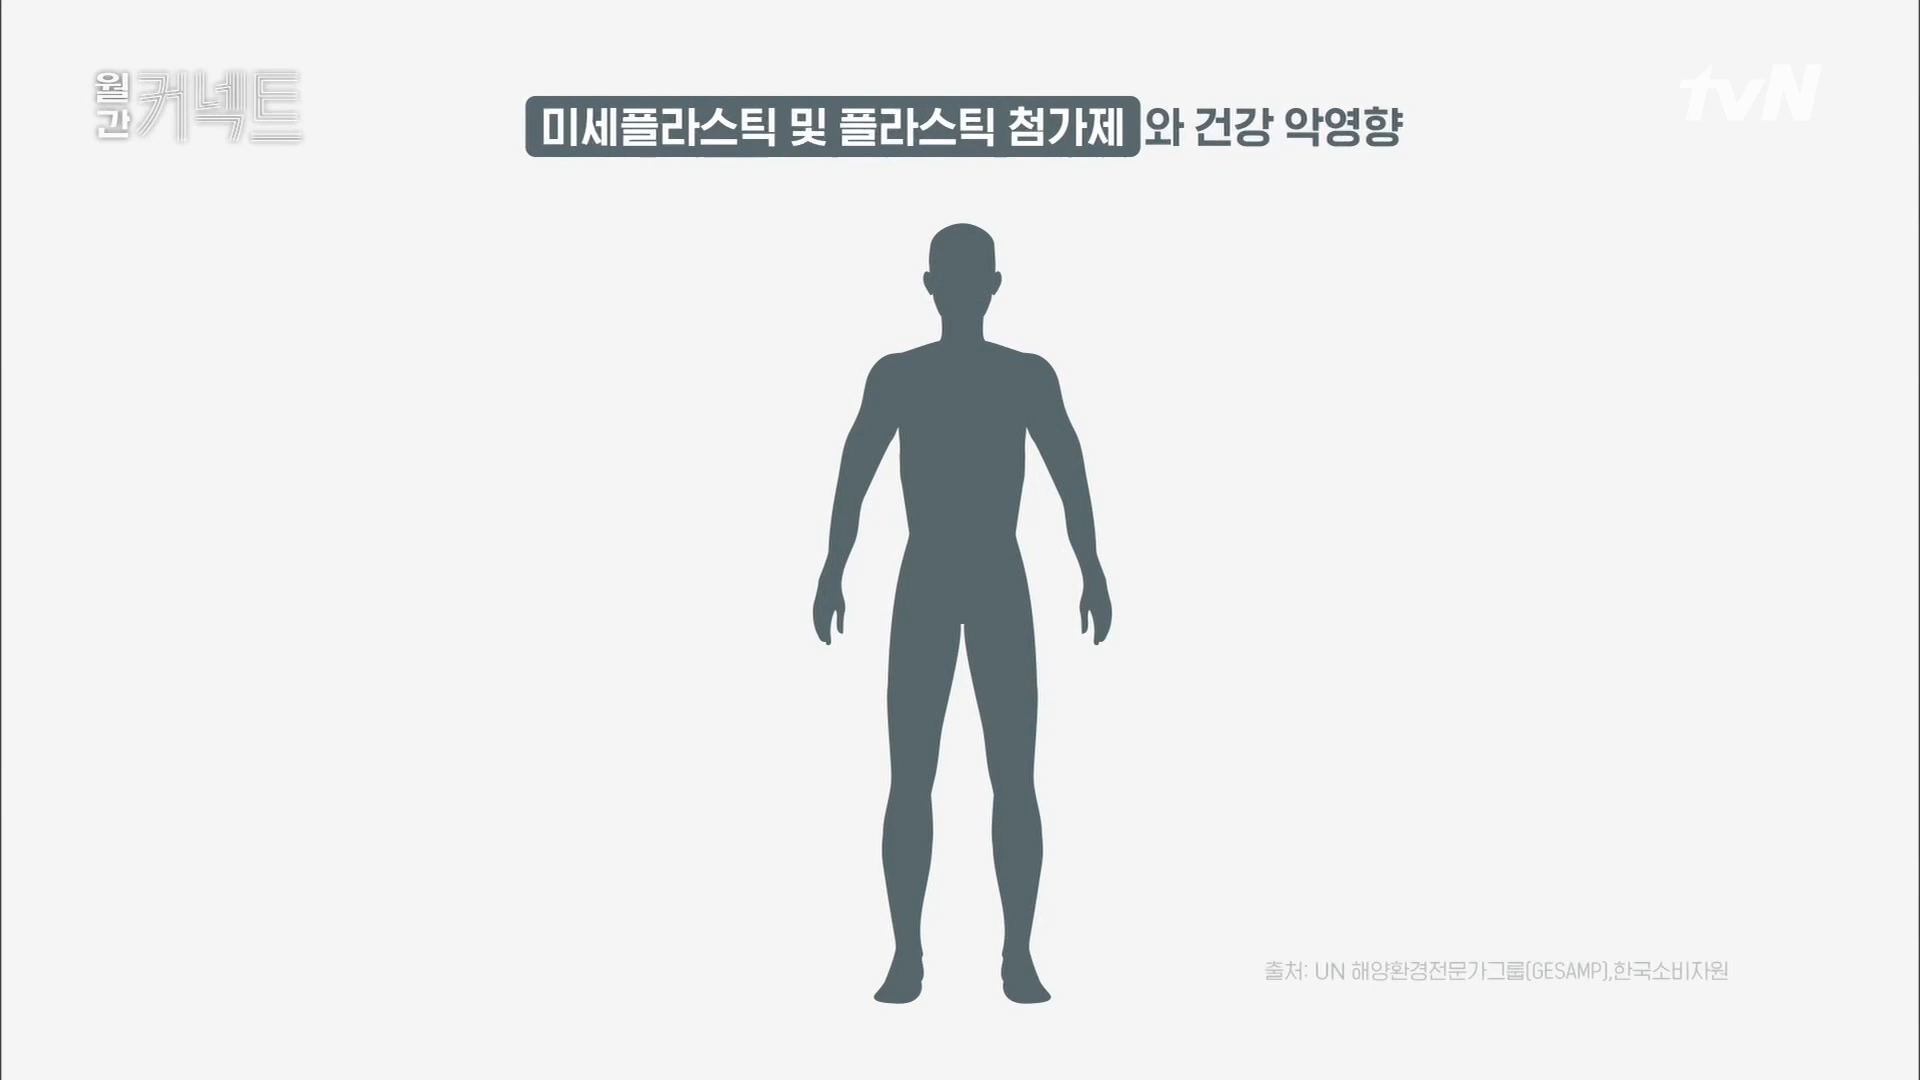 월간 커넥트
tvN
미세플라스틱 및 플라스틱 첨가제와 건강 악영향
출처: UN 해양환경전문가그룹(GESAMP),한국소비자원